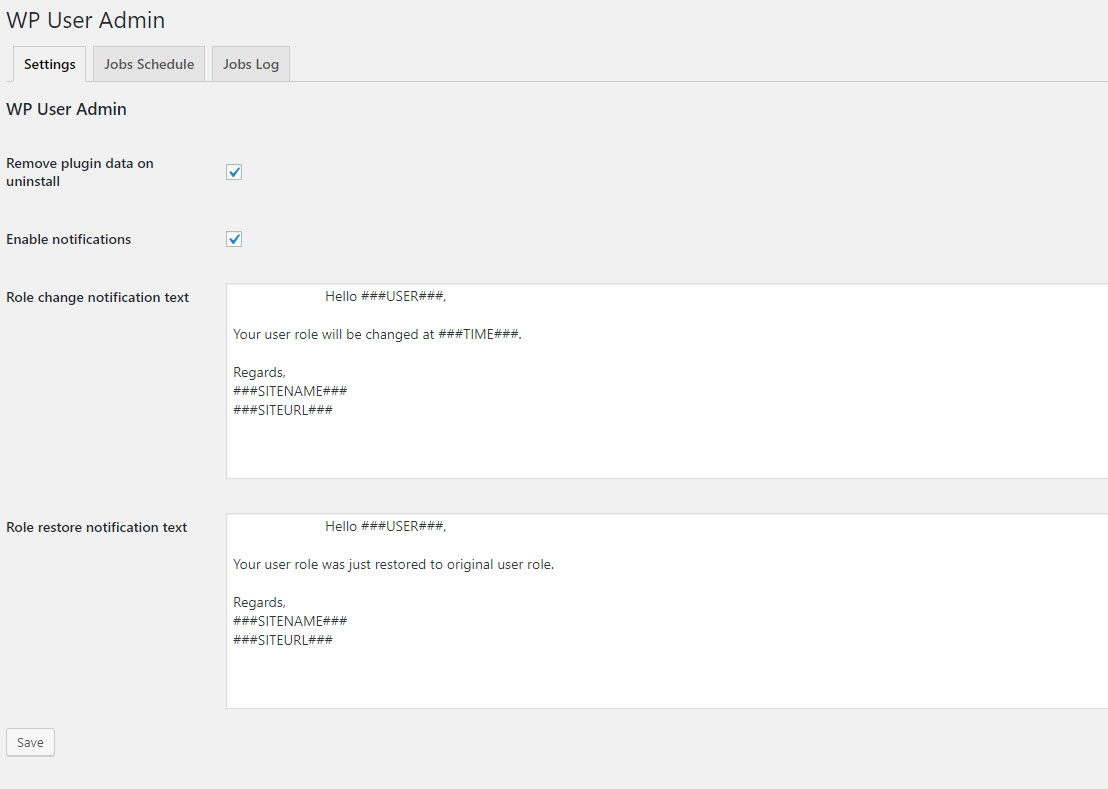 WP User Admin
Settings
Jobs Schedule
Jobs Log
WP User Admin
Remove plugin data on
uninstall
Enable notifications
Role change notification text
Hello ###USER###,
Your user role will be changed at ###TIME###.
Regards,
###SITENAME###
###SITEURL###
Role restore notification text
Hello ###USER###,
Your user role was just restored to original user role.
Regards,
###SITENAME###
###SITEURL###
Save